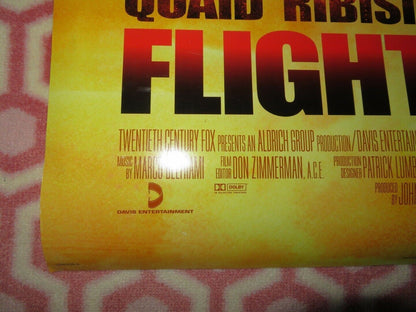 QUAID RIBISI
FLIGHT
TWENTIETH CENTURY FOX PRESENTS AN ALDRICH GROUP PRODUCTION/DAVIS ENTERTAIN
MUSIC BY MARCO FILM EDITOR DON ZIMMERMAN, A.C.E. PRODUCTION DESIGNER PATRICK LUMB
PRODUCED BY JOHN
DAVIS ENTERTAINMENT
DOLBY